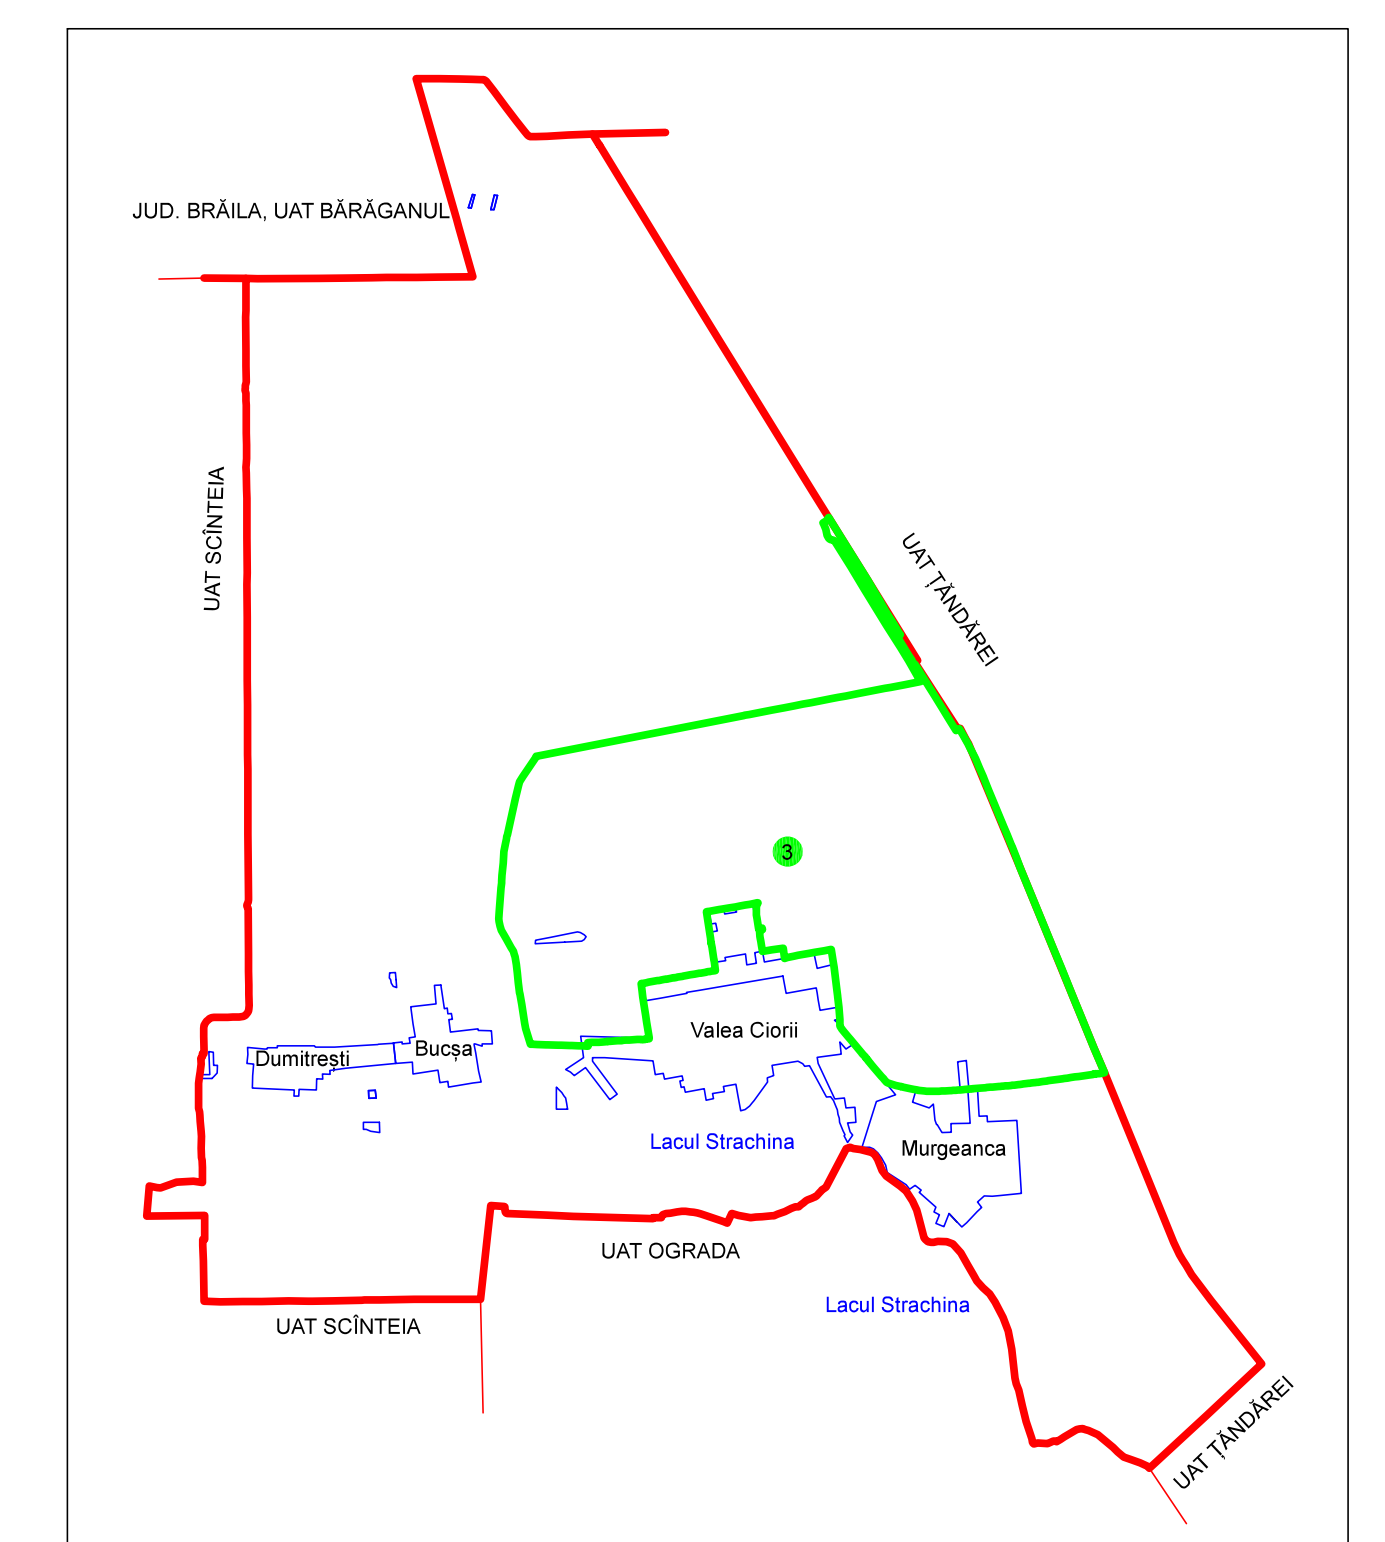 JUD. BRĂILA, UAT BĂRĂGANUL
UAT SCÎNTEIA
UAT ȚĂNDĂREI
3
Valea Ciorii
Dumitrești
Bucșa
Lacul Strachina
Murgeanca
UAT OGRADA
Lacul Strachina
UAT SCÎNTEIA
UAT ȚĂNDĂREI